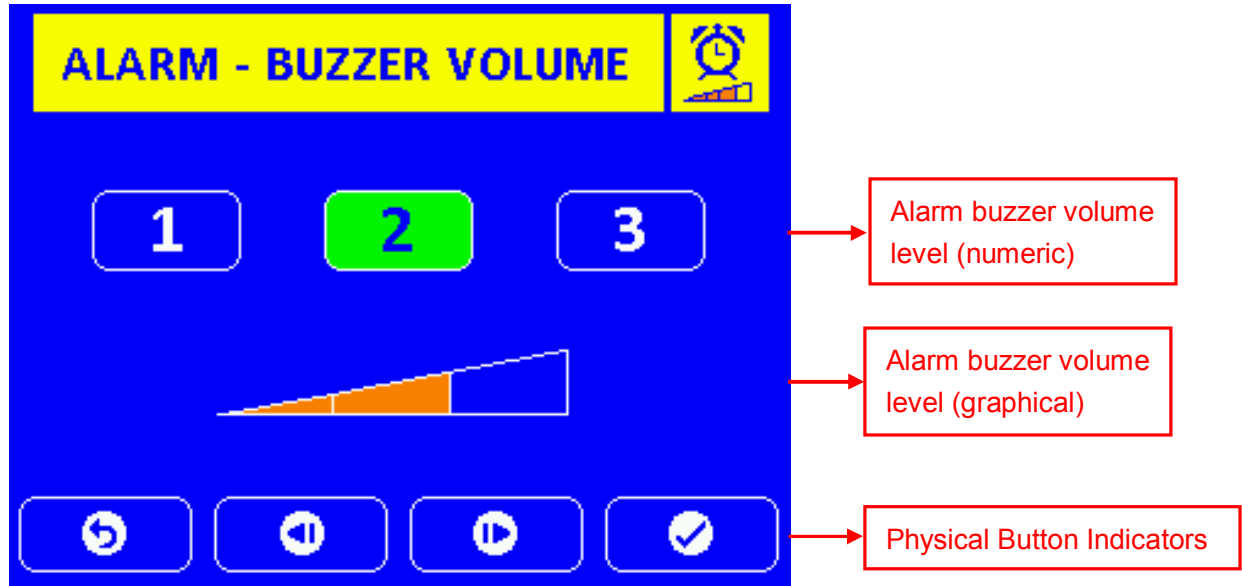 ALARM - BUZZER VOLUME
1 2 3
Alarm buzzer volume
level (numeric)
Alarm buzzer volume
level (graphical)
Physical Button Indicators